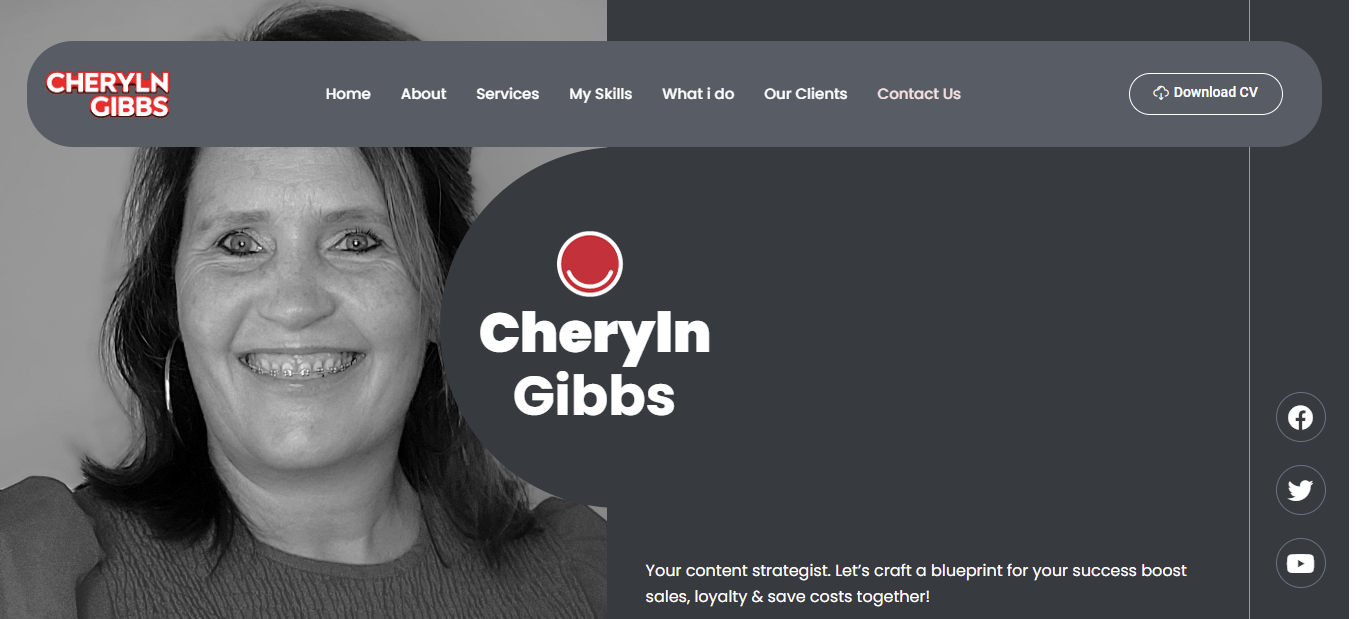 CHERYLN
GIBBS
Home About Services My Skills What i do Our Clients Contact Us
Download CV
Cheryln
Gibbs
Your content strategist. Let’s craft a blueprint for your success boost
sales, loyalty & save costs together!